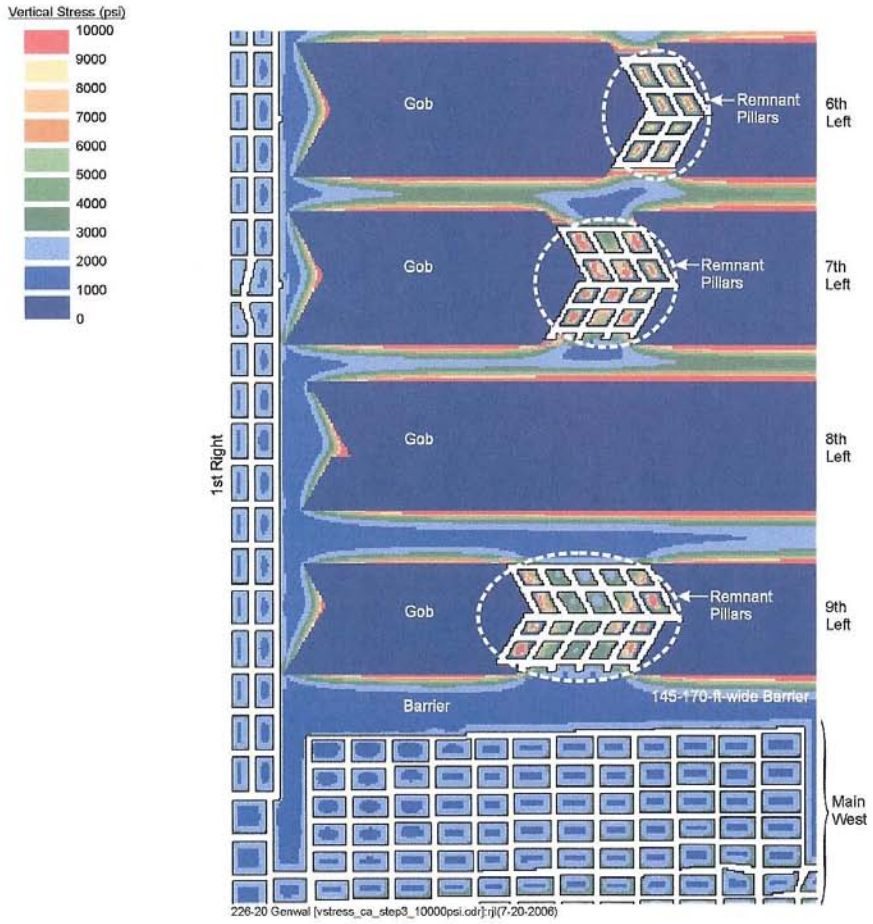 Vertical Stress (psi)
10000
9000
8000
7000
6000
5000
4000
3000
2000
1000
0
Gob
Remnant
Pillars
6th
Left
Gob
Remnant
Pillars
7th
Left
1st Right
Gob
8th
Left
Gob
Remnant
Pillars
9th
Left
Barrier
145-170-ft-wide Barrier
Main
West
226-20 Genwal [vstress_ca_step3_10000psi.cdr]:rjl(7-20-2006)